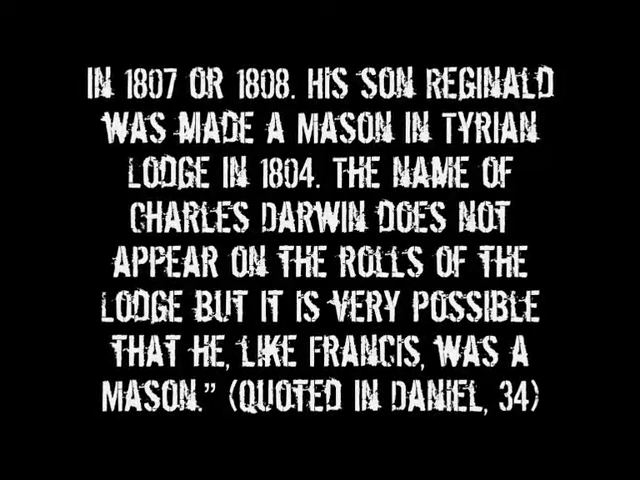 IN 1807 OR 1808. HIS SON REGINALD
WAS MADE A MASON IN TYRIAN
LODGE IN 1804. THE NAME OF
CHARLES DARWIN DOES NOT
APPEAR ON THE ROLLS OF THE
LODGE BUT IT IS VERY POSSIBLE
THAT HE, LIKE FRANCIS, WAS A
MASON.” (QUOTED IN DANIEL, 34)